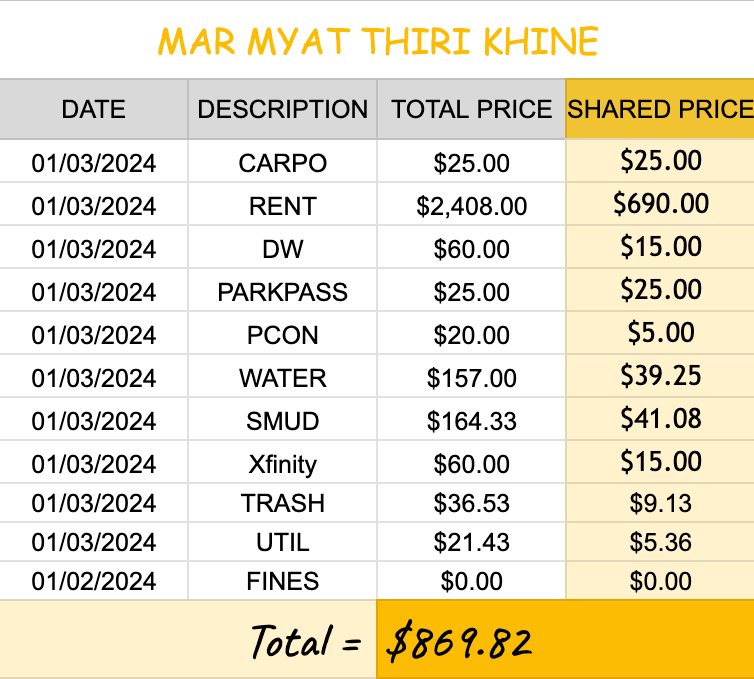 MAR MYAT THIRI KHINE
DATE DESCRIPTION TOTAL PRICE SHARED PRICE
01/03/2024 CARPO $25.00 $25.00
01/03/2024 RENT $2,408.00 $690.00
01/03/2024 DW $60.00 $15.00
01/03/2024 PARKPASS $25.00 $25.00
01/03/2024 PCON $20.00 $5.00
01/03/2024 WATER $157.00 $39.25
01/03/2024 SMUD $164.33 $41.08
01/03/2024 Xfinity $60.00 $15.00
01/03/2024 TRASH $36.53 $9.13
01/03/2024 UTIL $21.43 $5.36
01/02/2024 FINES $0.00 $0.00
Total = $869.82